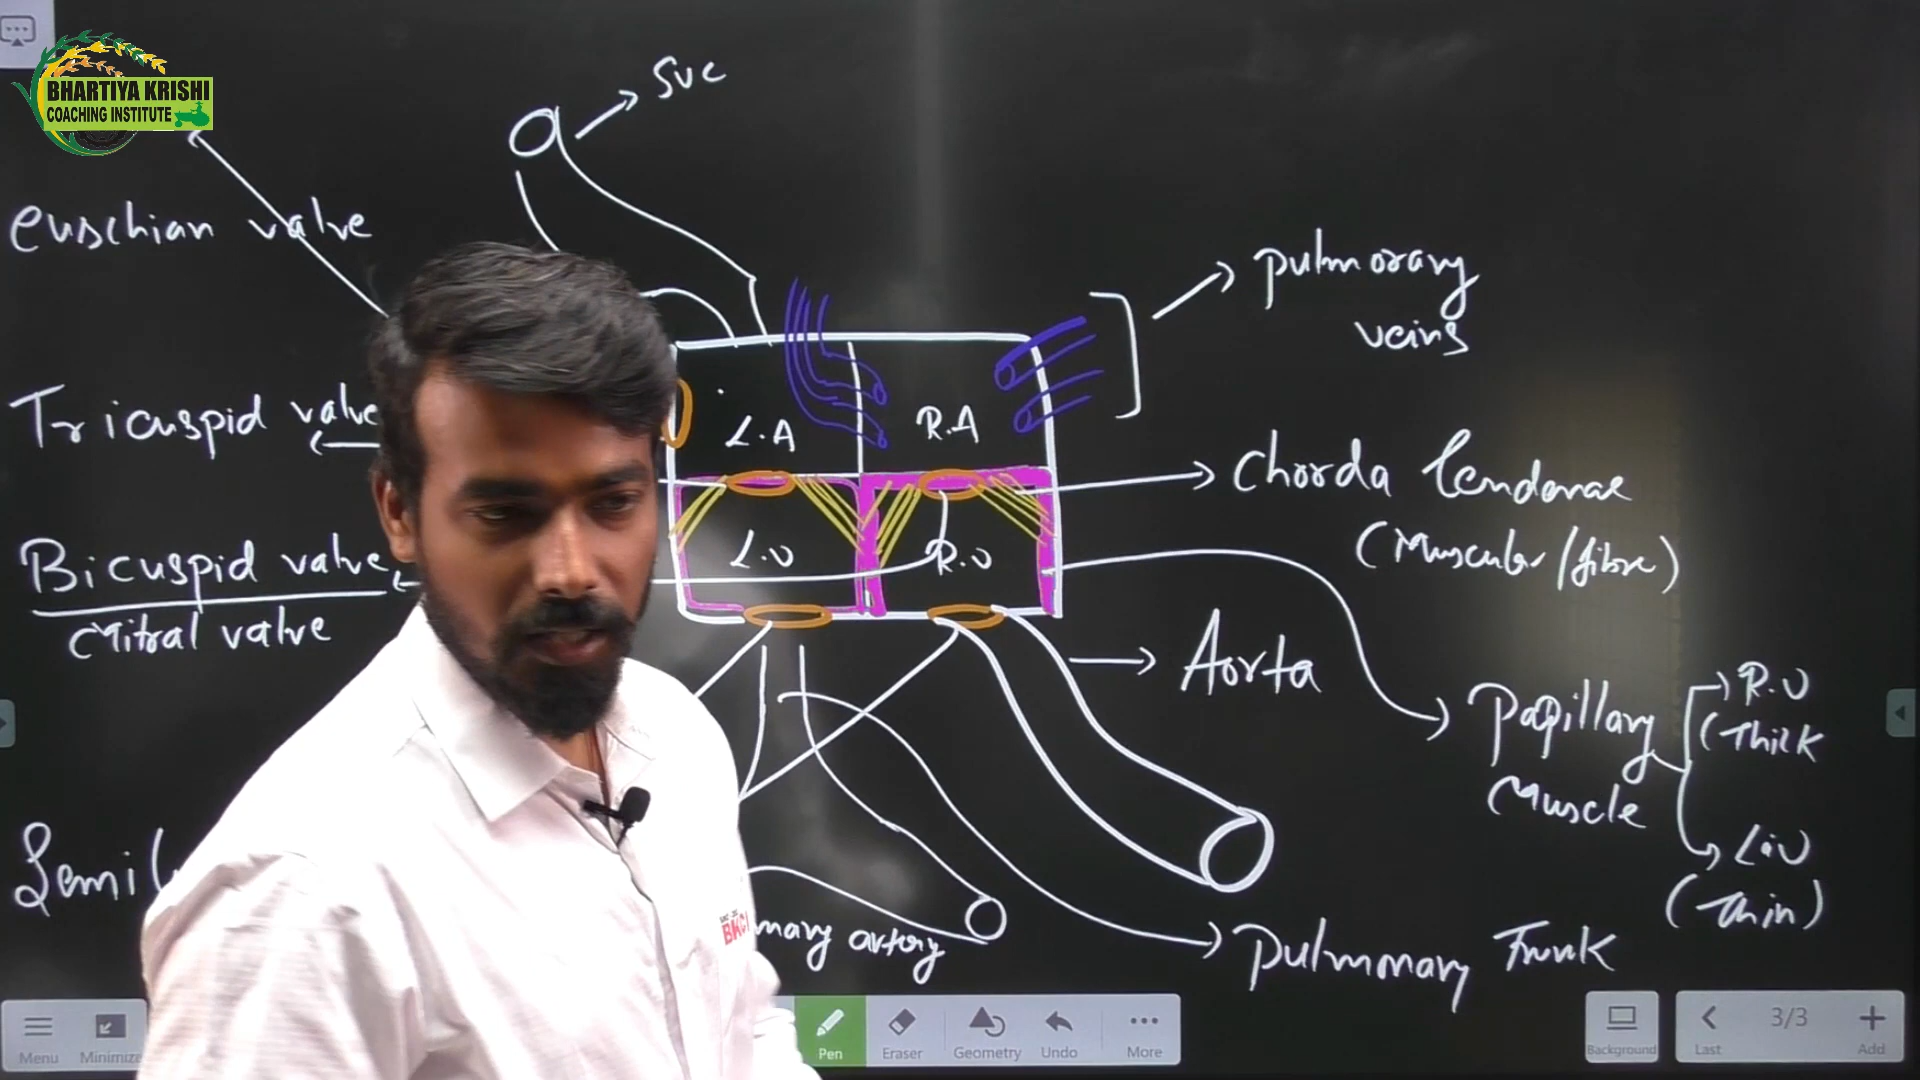 BHARTIYA KRISHI
COACHING INSTITUTE
SVC
euschian valve
pulmorary
veins
Tricuspid valve
L.A
R.A
Chorda tendonae
(Muscular/fibre)
Bicuspid valve
Mitral valve
L.V
R.V
Aorta
Papillary
Muscle
R.V
(Thick
L.V
(Thin)
Semil
BKCI
mary artery
Pulmonary Trunk
Menu
Minimize
Pen
Eraser
Geometry
Undo
More
Background
Last
3/3
Add